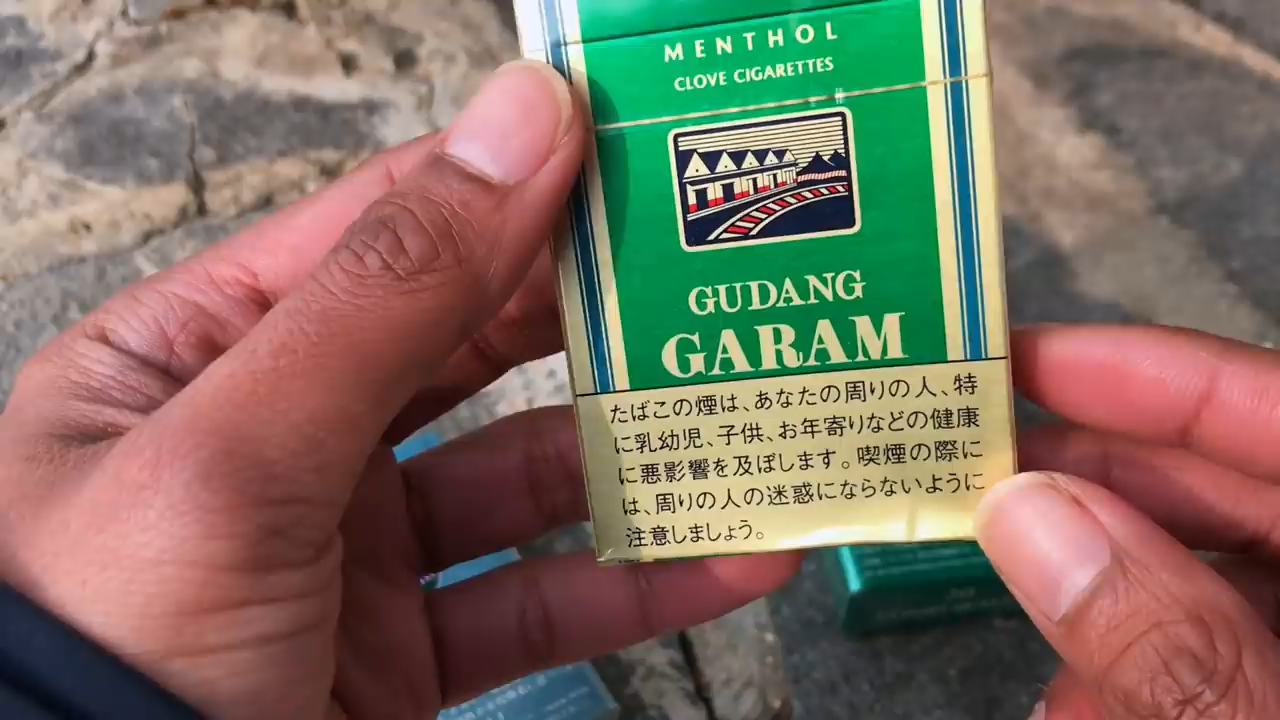 MENTHOL
CLOVE CIGARETTES
GUDANG
GARAM
たばこの煙は、あなたの周りの人、特
に乳幼児、子供、お年寄りなどの健康
に悪影響を及ぼします。喫煙の際に
は、周りの人の迷惑にならないように
注意しましょう。